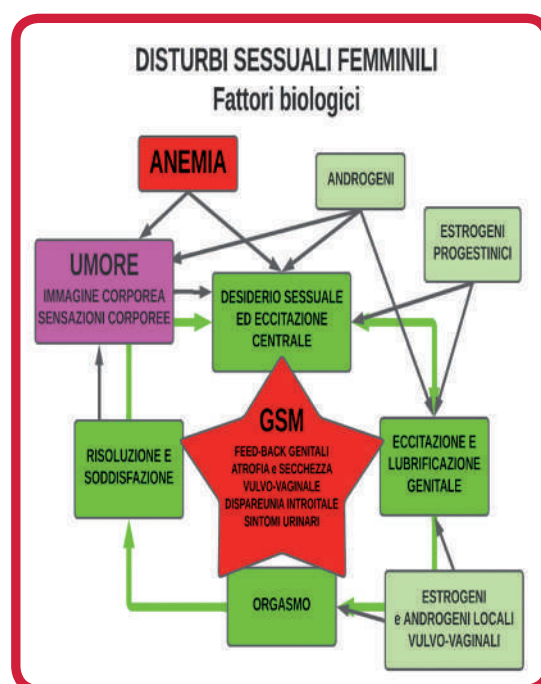 DISTURBI SESSUALI FEMMINILI
Fattori biologici
ANEMIA
ANDROGENI
ESTROGENI
PROGESTINICI
UMORE
IMMAGINE CORPOREA
SENSAZIONI CORPOREE
DESIDERIO SESSUALE
ED ECCITAZIONE
CENTRALE
GSM
FEED-BACK GENITALI
ATROFIA e SECCHEZZA
VULVO-VAGINALE
DISPAREUNIA INTROITALE
SINTOMI URINARI
RISOLUZIONE E
SODDISFAZIONE
ECCITAZIONE E
LUBRIFICAZIONE
GENITALE
ORGASMO
ESTROGENI
e ANDROGENI LOCALI
VULVO-VAGINALI